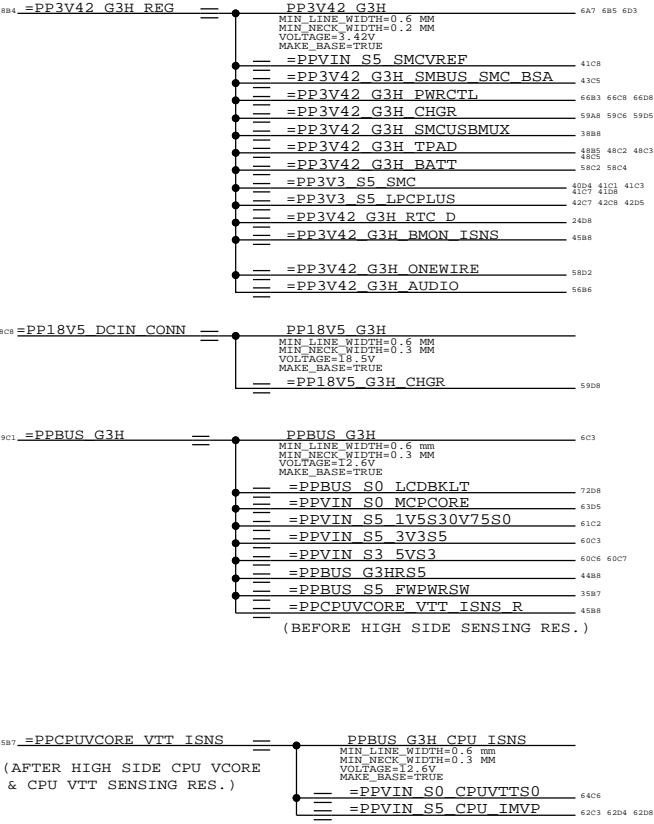 8B4 =PP3V42_G3H_REG PP3V42_G3H 6A7 6B5 6D3
MIN_LINE_WIDTH=0.6 MM
MIN_NECK_WIDTH=0.2 MM
VOLTAGE=3.42V
MAKE_BASE=TRUE
=PPVIN_S5_SMCVREF 41C8
=PP3V42_G3H_SMBUS_SMC_BSA 43C5
=PP3V42_G3H_PWRCTL 66B3 66C8 66D8
=PP3V42_G3H_CHGR 59A8 59C6 59D5
=PP3V42_G3H_SMCUSBMUX 38B8
=PP3V42_G3H_TPAD 48B5 48C2 48C3
48C5
=PP3V42_G3H_BATT 58C2 58C4
=PP3V3_S5_SMC 40D4 41C1 41C3
41C7 41D8
=PP3V3_S5_LPCPLUS 42C7 42C8 42D5
=PP3V42_G3H_RTC_D 24D8
=PP3V42_G3H_BMON_ISNS 45B8
=PP3V42_G3H_ONEWIRE 58D2
=PP3V42_G3H_AUDIO 56B6
8C8 =PP18V5_DCIN_CONN PP18V5_G3H
MIN_LINE_WIDTH=0.6 MM
MIN_NECK_WIDTH=0.3 MM
VOLTAGE=18.5V
MAKE_BASE=TRUE
=PP18V5_G3H_CHGR 59D8
9C1 =PPBUS_G3H PPBUS_G3H 6C3
MIN_LINE_WIDTH=0.6 mm
MIN_NECK_WIDTH=0.3 MM
VOLTAGE=12.6V
MAKE_BASE=TRUE
=PPBUS_S0_LCDBKLT 72D8
=PPVIN_S0_MCPCORE 63D5
=PPVIN_S5_1V5S30V75S0 61C2
=PPVIN_S5_3V3S5 60C3
=PPVIN_S3_5VS3 60C6 60C7
=PPBUS_G3HRS5 44B8
=PPBUS_S5_FWPWRSW 35B7
=PPCPUVCORE_VTT_ISNS_R 45B8
(BEFORE HIGH SIDE SENSING RES.)
5B7 =PPCPUVCORE_VTT_ISNS PPBUS_G3H_CPU_ISNS
MIN_LINE_WIDTH=0.6 mm
MIN_NECK_WIDTH=0.3 MM
VOLTAGE=12.6V
MAKE_BASE=TRUE
(AFTER HIGH SIDE CPU VCORE
& CPU VTT SENSING RES.)
=PPVIN_S0_CPUVTTS0 64C6
=PPVIN_S5_CPU_IMVP 62C3 62D4 62D8